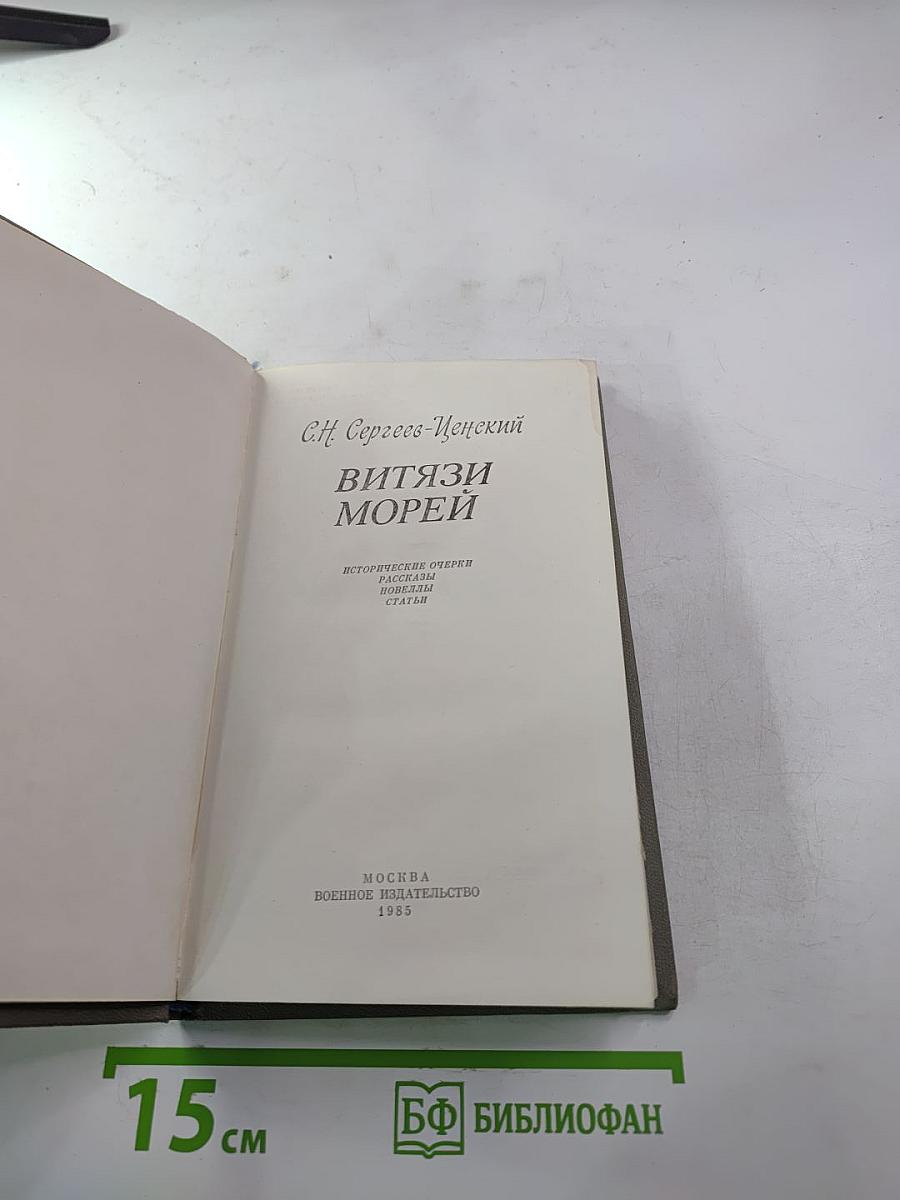 С.Н. Сергеев-Ценский
ВИТЯЗИ
МОРЕЙ
ИСТОРИЧЕСКИЕ ОЧЕРКИ
РАССКАЗЫ
НОВЕЛЛЫ
СТАТЬИ
МОСКВА
ВОЕННОЕ ИЗДАТЕЛЬСТВО
1985
15 см
БФ БИБЛИОФАН